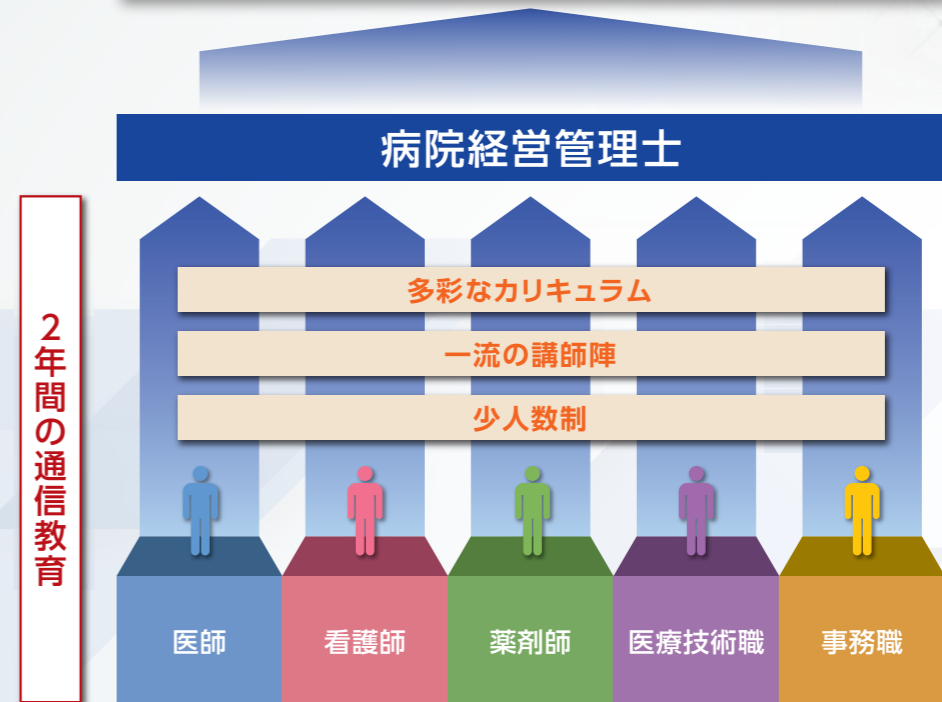 病院経営管理士
2年間の通信教育
多彩なカリキュラム
一流の講師陣
少人数制
医師
看護師
薬剤師
医療技術職
事務職